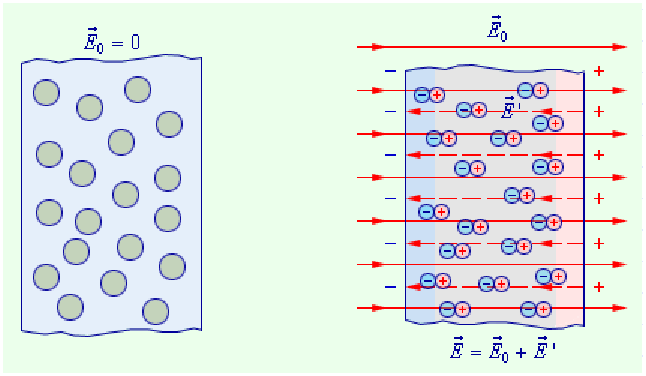 E⃗₀ = 0
E⃗₀
− +
− +
E⃗'
− +
− +
− +
− +
E⃗ = E⃗₀ + E⃗'